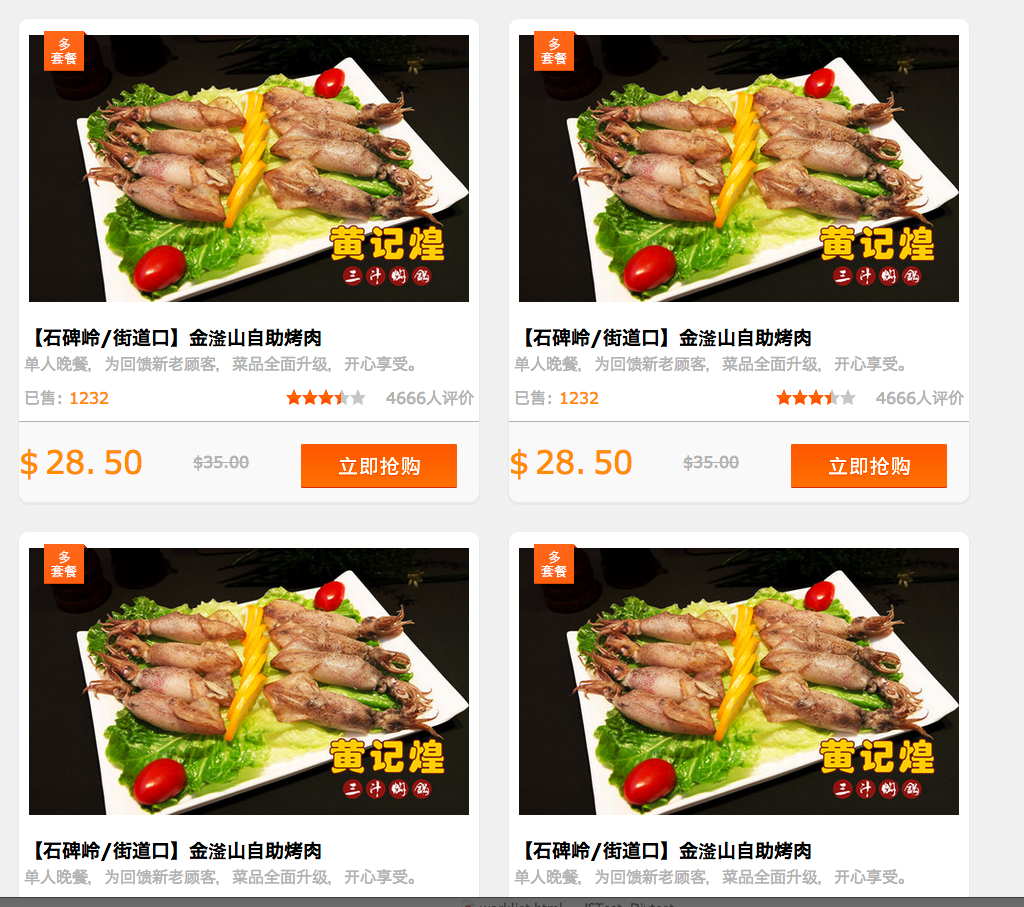 多
套餐
黄记煌
三汁焖锅
【石碑岭/街道口】金滏山自助烤肉
单人晚餐，为回馈新老顾客，菜品全面升级，开心享受。
已售：1232 4666人评价
$28.50 $35.00 立即抢购
多
套餐
黄记煌
三汁焖锅
【石碑岭/街道口】金滏山自助烤肉
单人晚餐，为回馈新老顾客，菜品全面升级，开心享受。
已售：1232 4666人评价
$28.50 $35.00 立即抢购
多
套餐
黄记煌
三汁焖锅
【石碑岭/街道口】金滏山自助烤肉
单人晚餐，为回馈新老顾客，菜品全面升级，开心享受。
多
套餐
黄记煌
三汁焖锅
【石碑岭/街道口】金滏山自助烤肉
单人晚餐，为回馈新老顾客，菜品全面升级，开心享受。